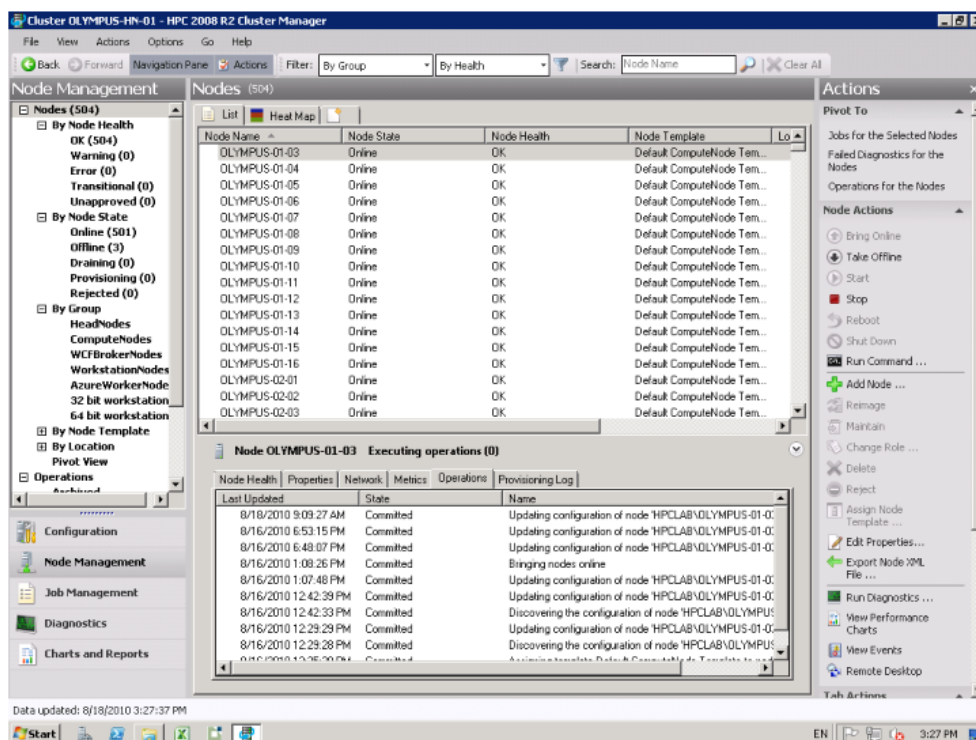 Cluster OLYMPUS-HN-01 - HPC 2008 R2 Cluster Manager
File View Actions Options Go Help
Back Forward Navigation Pane Actions Filter: By Group By Health Search: Node Name Clear All
Node Management
Nodes (504)
By Node Health
OK (504)
Warning (0)
Error (0)
Transitional (0)
Unapproved (0)
By Node State
Online (501)
Offline (3)
Draining (0)
Provisioning (0)
Rejected (0)
By Group
HeadNodes
ComputeNodes
WCFBrokerNodes
WorkstationNodes
AzureWorkerNode
32 bit workstation
64 bit workstation
By Node Template
By Location
Pivot View
Operations
Archived
Configuration
Node Management
Job Management
Diagnostics
Charts and Reports
Nodes (504)
List Heat Map
Node Name Node State Node Health Node Template Lo
OLYMPUS-01-03 Online OK Default ComputeNode Tem...
OLYMPUS-01-04 Online OK Default ComputeNode Tem...
OLYMPUS-01-05 Online OK Default ComputeNode Tem...
OLYMPUS-01-06 Online OK Default ComputeNode Tem...
OLYMPUS-01-07 Online OK Default ComputeNode Tem...
OLYMPUS-01-08 Online OK Default ComputeNode Tem...
OLYMPUS-01-09 Online OK Default ComputeNode Tem...
OLYMPUS-01-10 Online OK Default ComputeNode Tem...
OLYMPUS-01-11 Online OK Default ComputeNode Tem...
OLYMPUS-01-12 Online OK Default ComputeNode Tem...
OLYMPUS-01-13 Online OK Default ComputeNode Tem...
OLYMPUS-01-14 Online OK Default ComputeNode Tem...
OLYMPUS-01-15 Online OK Default ComputeNode Tem...
OLYMPUS-01-16 Online OK Default ComputeNode Tem...
OLYMPUS-02-01 Online OK Default ComputeNode Tem...
OLYMPUS-02-02 Online OK Default ComputeNode Tem...
OLYMPUS-02-03 Online OK Default ComputeNode Tem...
Node OLYMPUS-01-03 Executing operations (0)
Node Health Properties Network Metrics Operations Provisioning Log
Last Updated State Name
8/18/2010 9:09:27 AM Committed Updating configuration of node 'HPCLAB\OLYMPUS-01-0
8/16/2010 6:53:15 PM Committed Updating configuration of node 'HPCLAB\OLYMPUS-01-0
8/16/2010 6:48:07 PM Committed Updating configuration of node 'HPCLAB\OLYMPUS-01-0
8/16/2010 1:08:26 PM Committed Bringing nodes online
8/16/2010 1:07:48 PM Committed Updating configuration of node 'HPCLAB\OLYMPUS-01-0
8/16/2010 12:42:39 PM Committed Updating configuration of node 'HPCLAB\OLYMPUS-01-0
8/16/2010 12:42:33 PM Committed Discovering the configuration of node 'HPCLAB\OLYMPUS
8/16/2010 12:29:29 PM Committed Updating configuration of node 'HPCLAB\OLYMPUS-01-0
8/16/2010 12:29:28 PM Committed Discovering the configuration of node 'HPCLAB\OLYMPUS
Actions
Pivot To
Jobs for the Selected Nodes
Failed Diagnostics for the
Nodes
Operations for the Nodes
Node Actions
Bring Online
Take Offline
Start
Stop
Reboot
Shut Down
Run Command ...
Add Node ...
Reimage
Maintain
Change Role ...
Delete
Reject
Assign Node
Template ...
Edit Properties...
Export Node XML
File ...
Run Diagnostics ...
View Performance
Charts
View Events
Remote Desktop
Tab Actions
Data updated: 8/18/2010 3:27:37 PM
Start EN 3:27 PM